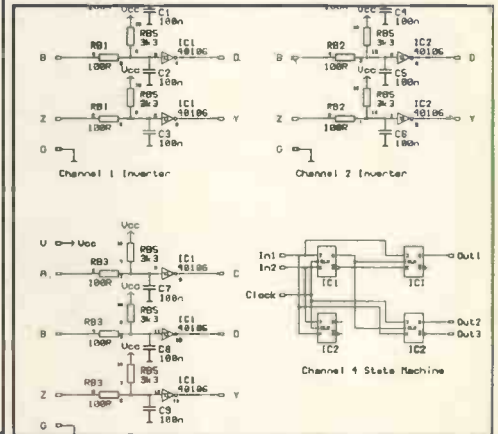 Vcc C1
100n
RB5
3k3
IC1
40106
B RB1 D
100R
Vcc C2
100n
RB5
3k3
IC1
40106
Z RB1 Y
100R
C3
100n
G
Channel 1 Inverter
Vcc C4
100n
RB5
3k3
IC2
40106
B RB2 D
100R
Vcc C5
100n
RB5
3k3
IC2
40106
Z RB2 Y
100R
C6
100n
G
Channel 2 Inverter
V Vcc
Vcc
RB5
3k3
IC1
40106
A RB3 C
100R
Vcc C7
100n
RB5
3k3
IC1
40106
B RB3 D
100R
Vcc C8
100n
RB5
3k3
IC1
40106
Z RB3 Y
100R
C9
100n
G
In1 Out1
In2
IC1 IC1
Clock
Out2
Out3
IC2 IC2
Channel 4 State Machine